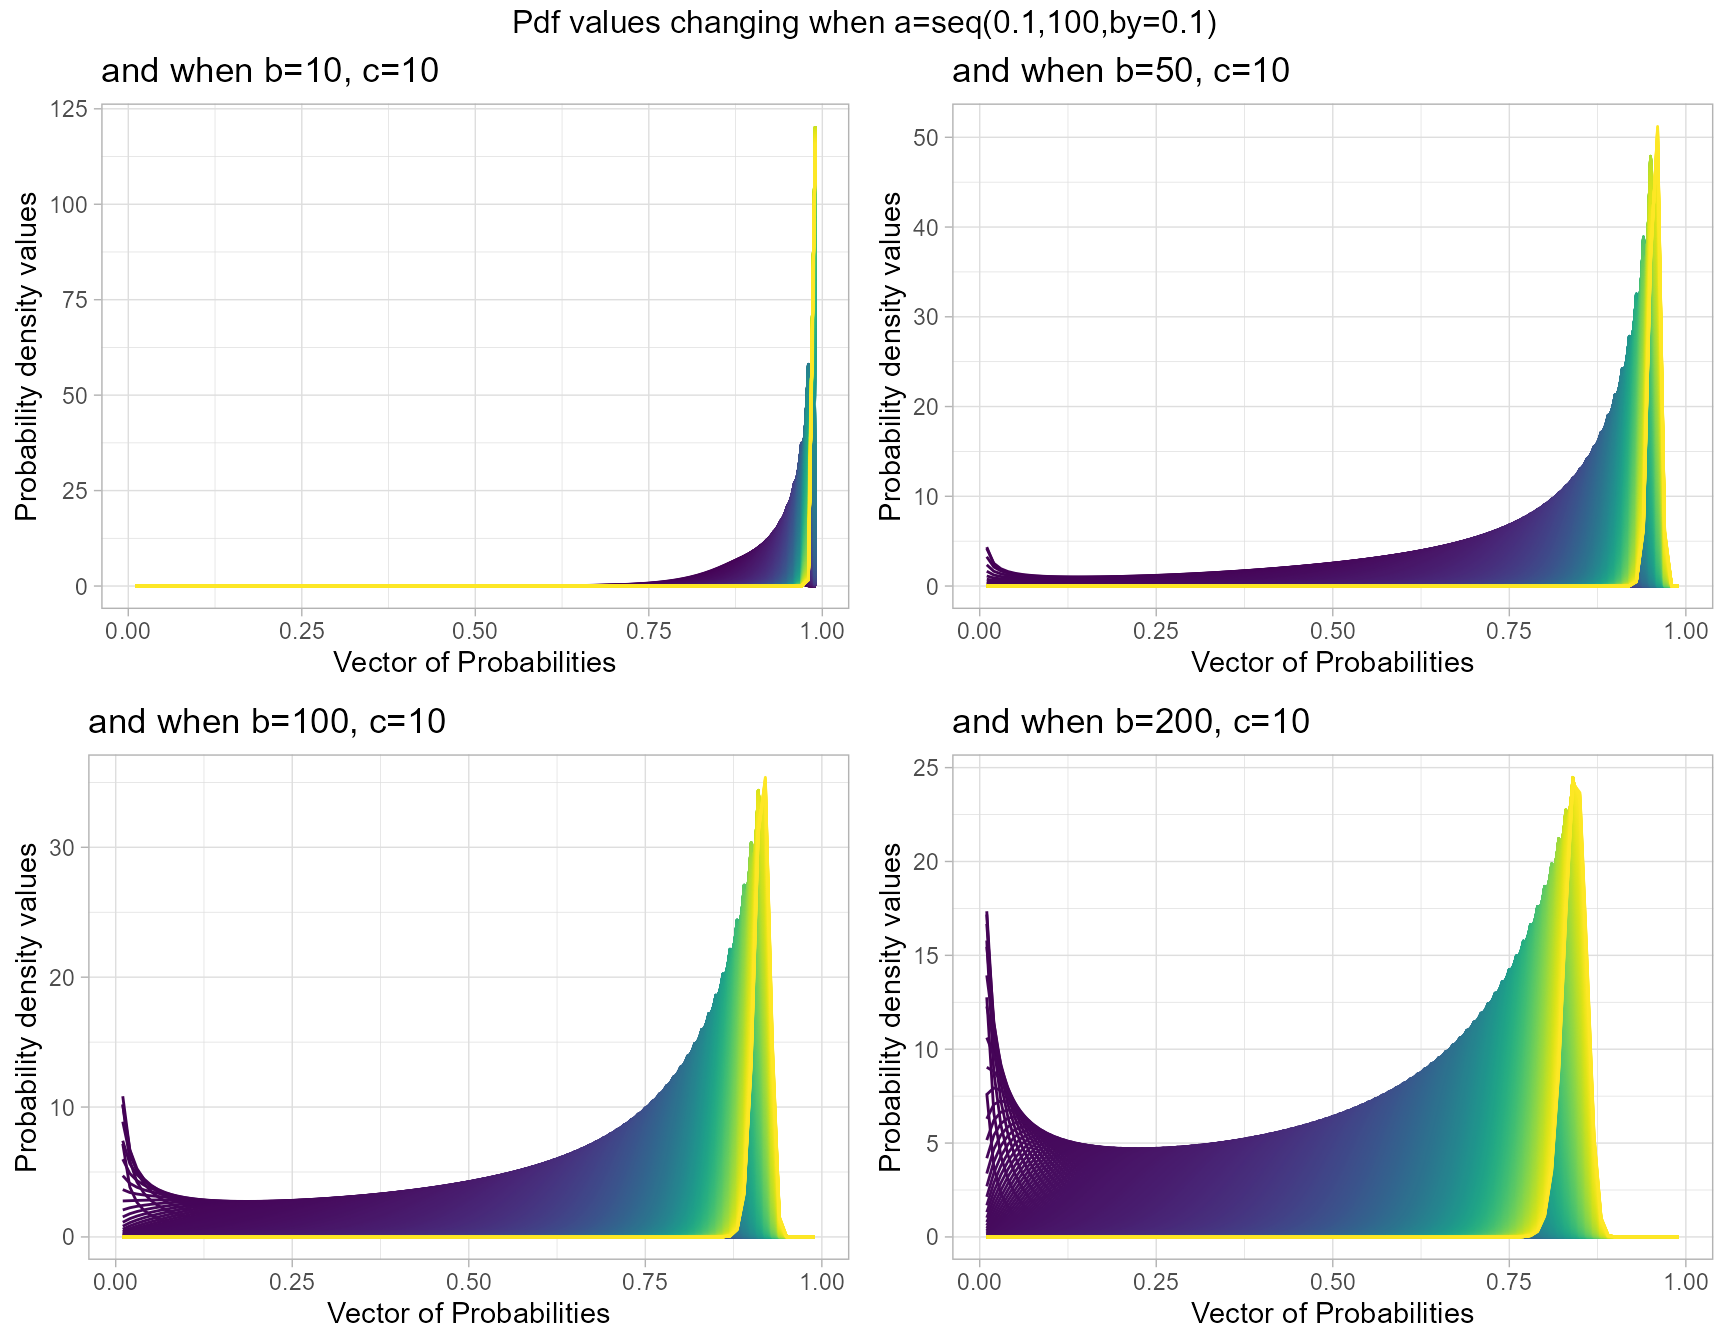 Pdf values changing when a=seq(0.1,100,by=0.1)
and when b=10, c=10
Probability density values
125
100
75
50
25
0
0.00 0.25 0.50 0.75 1.00
Vector of Probabilities
and when b=50, c=10
Probability density values
50
40
30
20
10
0
0.00 0.25 0.50 0.75 1.00
Vector of Probabilities
and when b=100, c=10
Probability density values
30
20
10
0
0.00 0.25 0.50 0.75 1.00
Vector of Probabilities
and when b=200, c=10
Probability density values
25
20
15
10
5
0
0.00 0.25 0.50 0.75 1.00
Vector of Probabilities